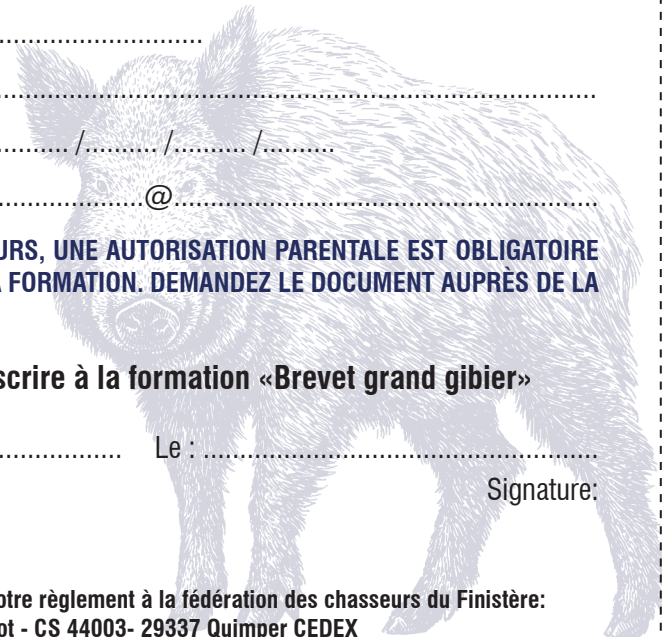 ..............................
................................................................................
.......... /.......... /.......... /..........
....................@..........................................................
URS, UNE AUTORISATION PARENTALE EST OBLIGATOIRE
A FORMATION. DEMANDEZ LE DOCUMENT AUPRÈS DE LA
scrire à la formation «Brevet grand gibier»
................. Le : .......................................................
Signature:
otre règlement à la fédération des chasseurs du Finistère:
ot - CS 44003- 29337 Quimper CEDEX